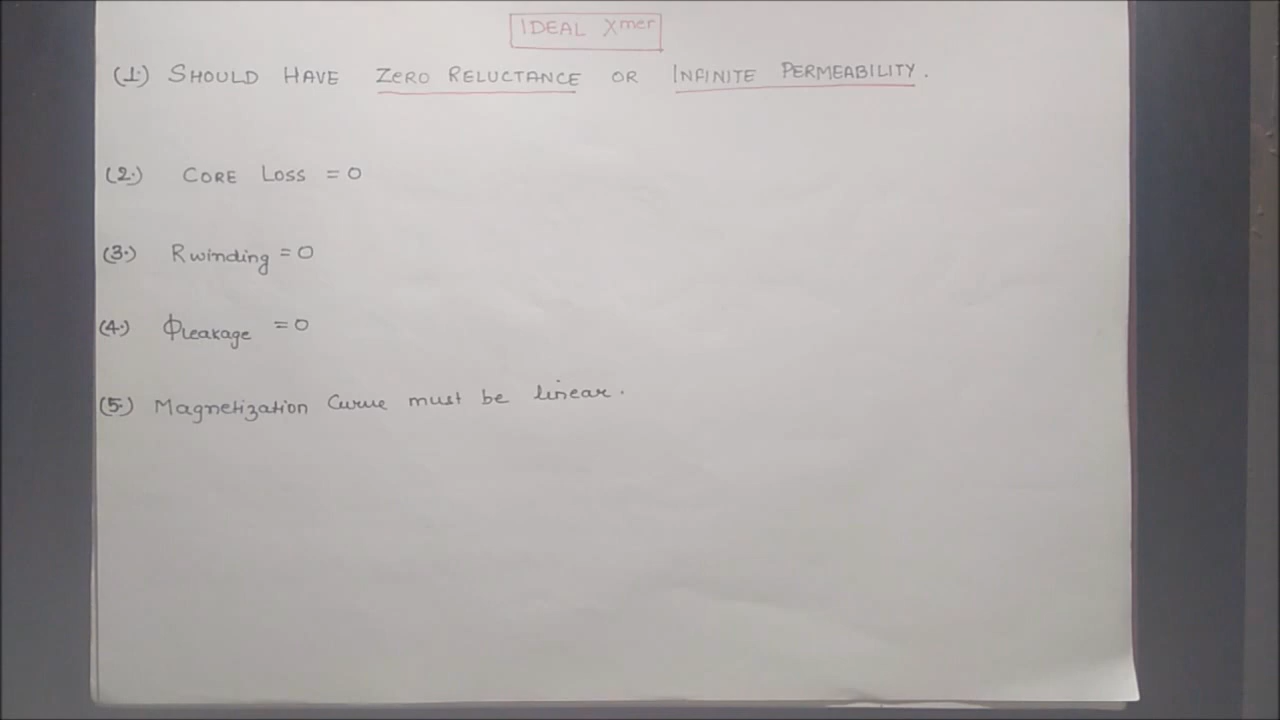 IDEAL Xmer
(1.) SHOULD HAVE ZERO RELUCTANCE OR INFINITE PERMEABILITY.
(2.) CORE LOSS = 0
(3.) Rwinding = 0
(4.) Φleakage = 0
(5.) Magnetization Curve must be linear.